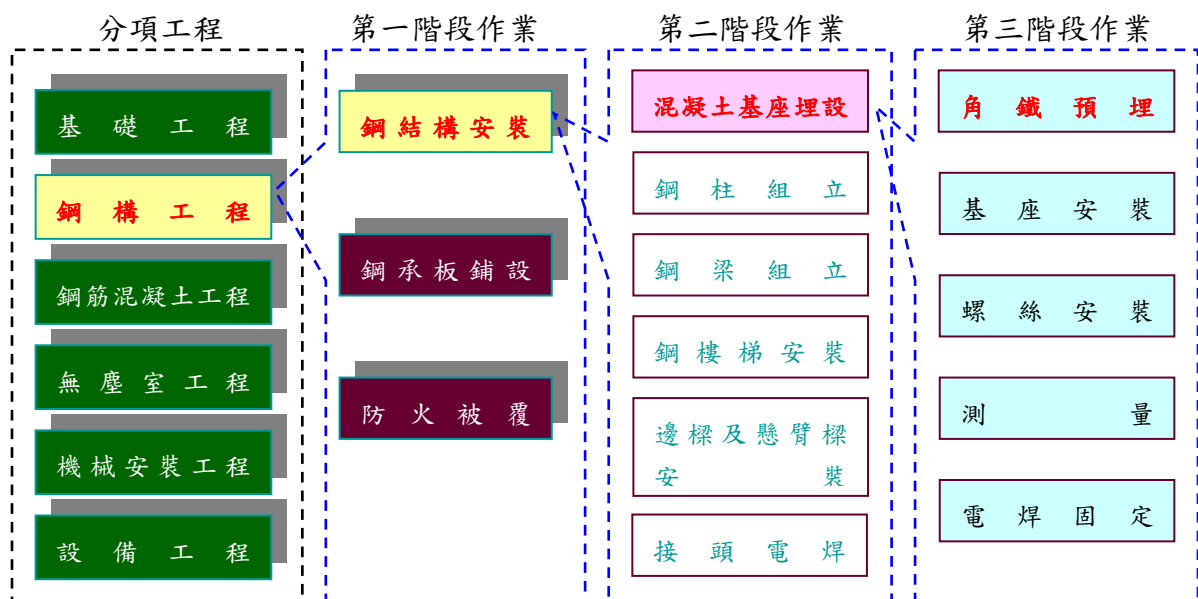 分項工程
基礎工程
鋼構工程
鋼筋混凝土工程
無塵室工程
機械安裝工程
設備工程
第一階段作業
鋼結構安裝
鋼承板鋪設
防火被覆
第二階段作業
混凝土基座埋設
鋼柱組立
鋼梁組立
鋼樓梯安裝
邊樑及懸臂樑
安裝
接頭電焊
第三階段作業
角鐵預埋
基座安裝
螺絲安裝
測量
電焊固定